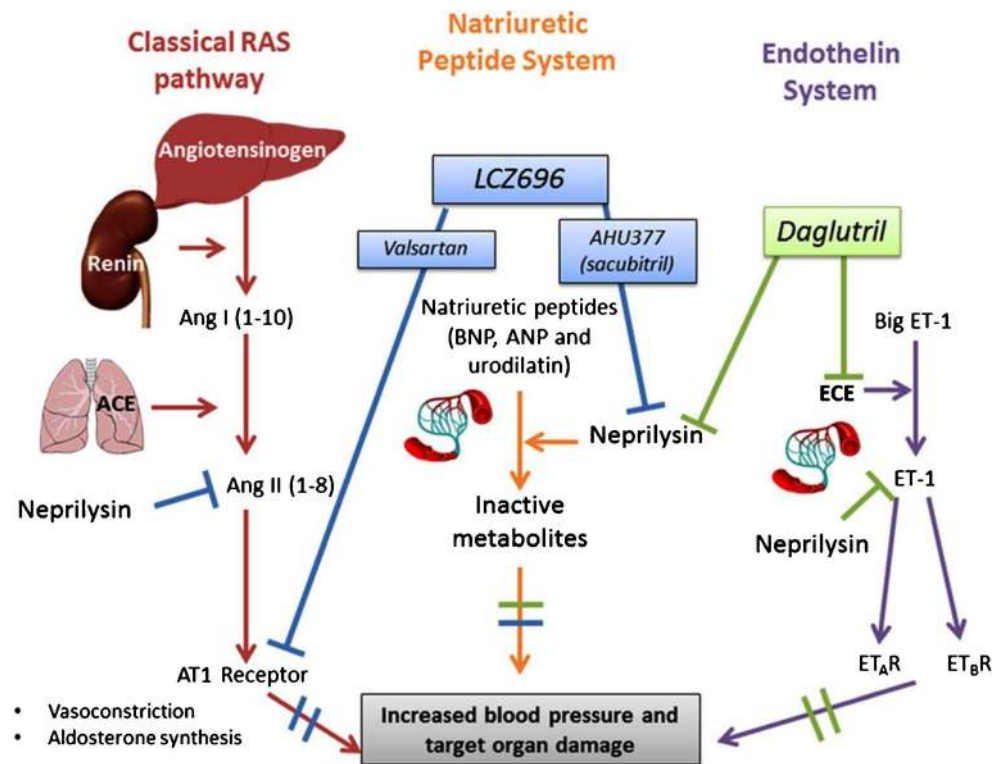 Classical RAS
pathway
Angiotensinogen
Renin
Ang I (1-10)
ACE
Neprilysin
Ang II (1-8)
AT1 Receptor
• Vasoconstriction
• Aldosterone synthesis
Natriuretic
Peptide System
LCZ696
Valsartan
AHU377
(sacubitril)
Natriuretic peptides
(BNP, ANP and
urodilatin)
Neprilysin
Inactive
metabolites
Increased blood pressure and
target organ damage
Endothelin
System
Daglutril
Big ET-1
ECE
ET-1
Neprilysin
ET_AR
ET_BR